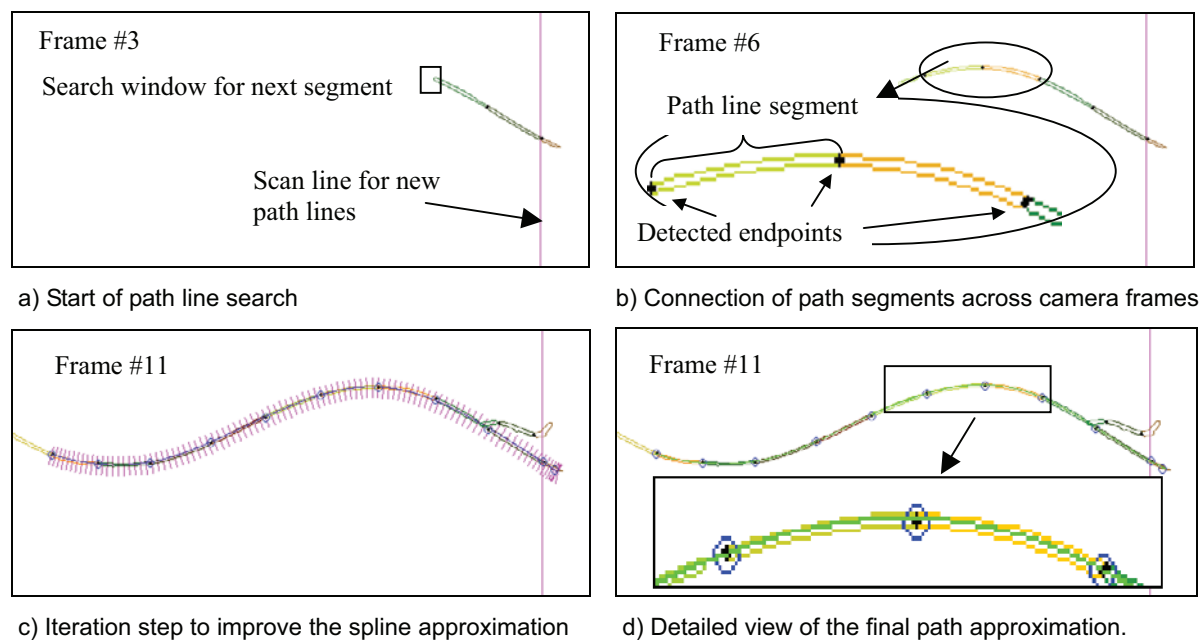 Frame #3
Search window for next segment
Scan line for new
path lines
a) Start of path line search
Frame #6
Path line segment
Detected endpoints
b) Connection of path segments across camera frames
Frame #11
c) Iteration step to improve the spline approximation
Frame #11
d) Detailed view of the final path approximation.